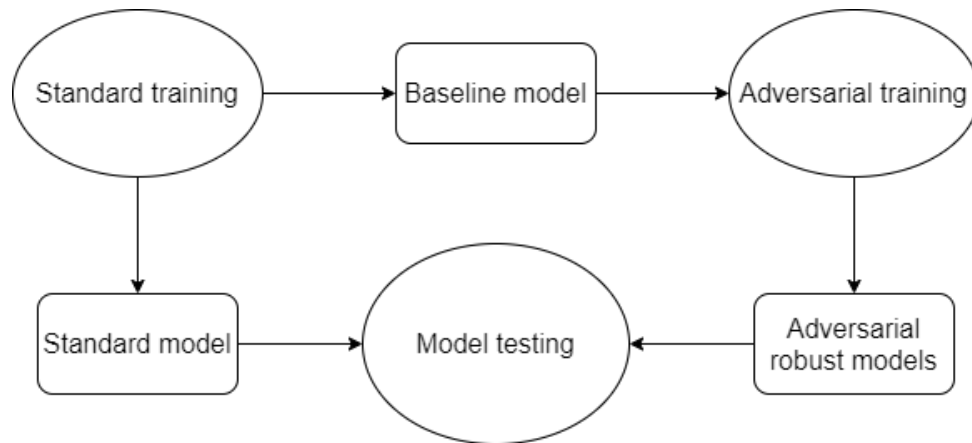 Standard training
Baseline model
Adversarial training
Standard model
Model testing
Adversarial
robust models